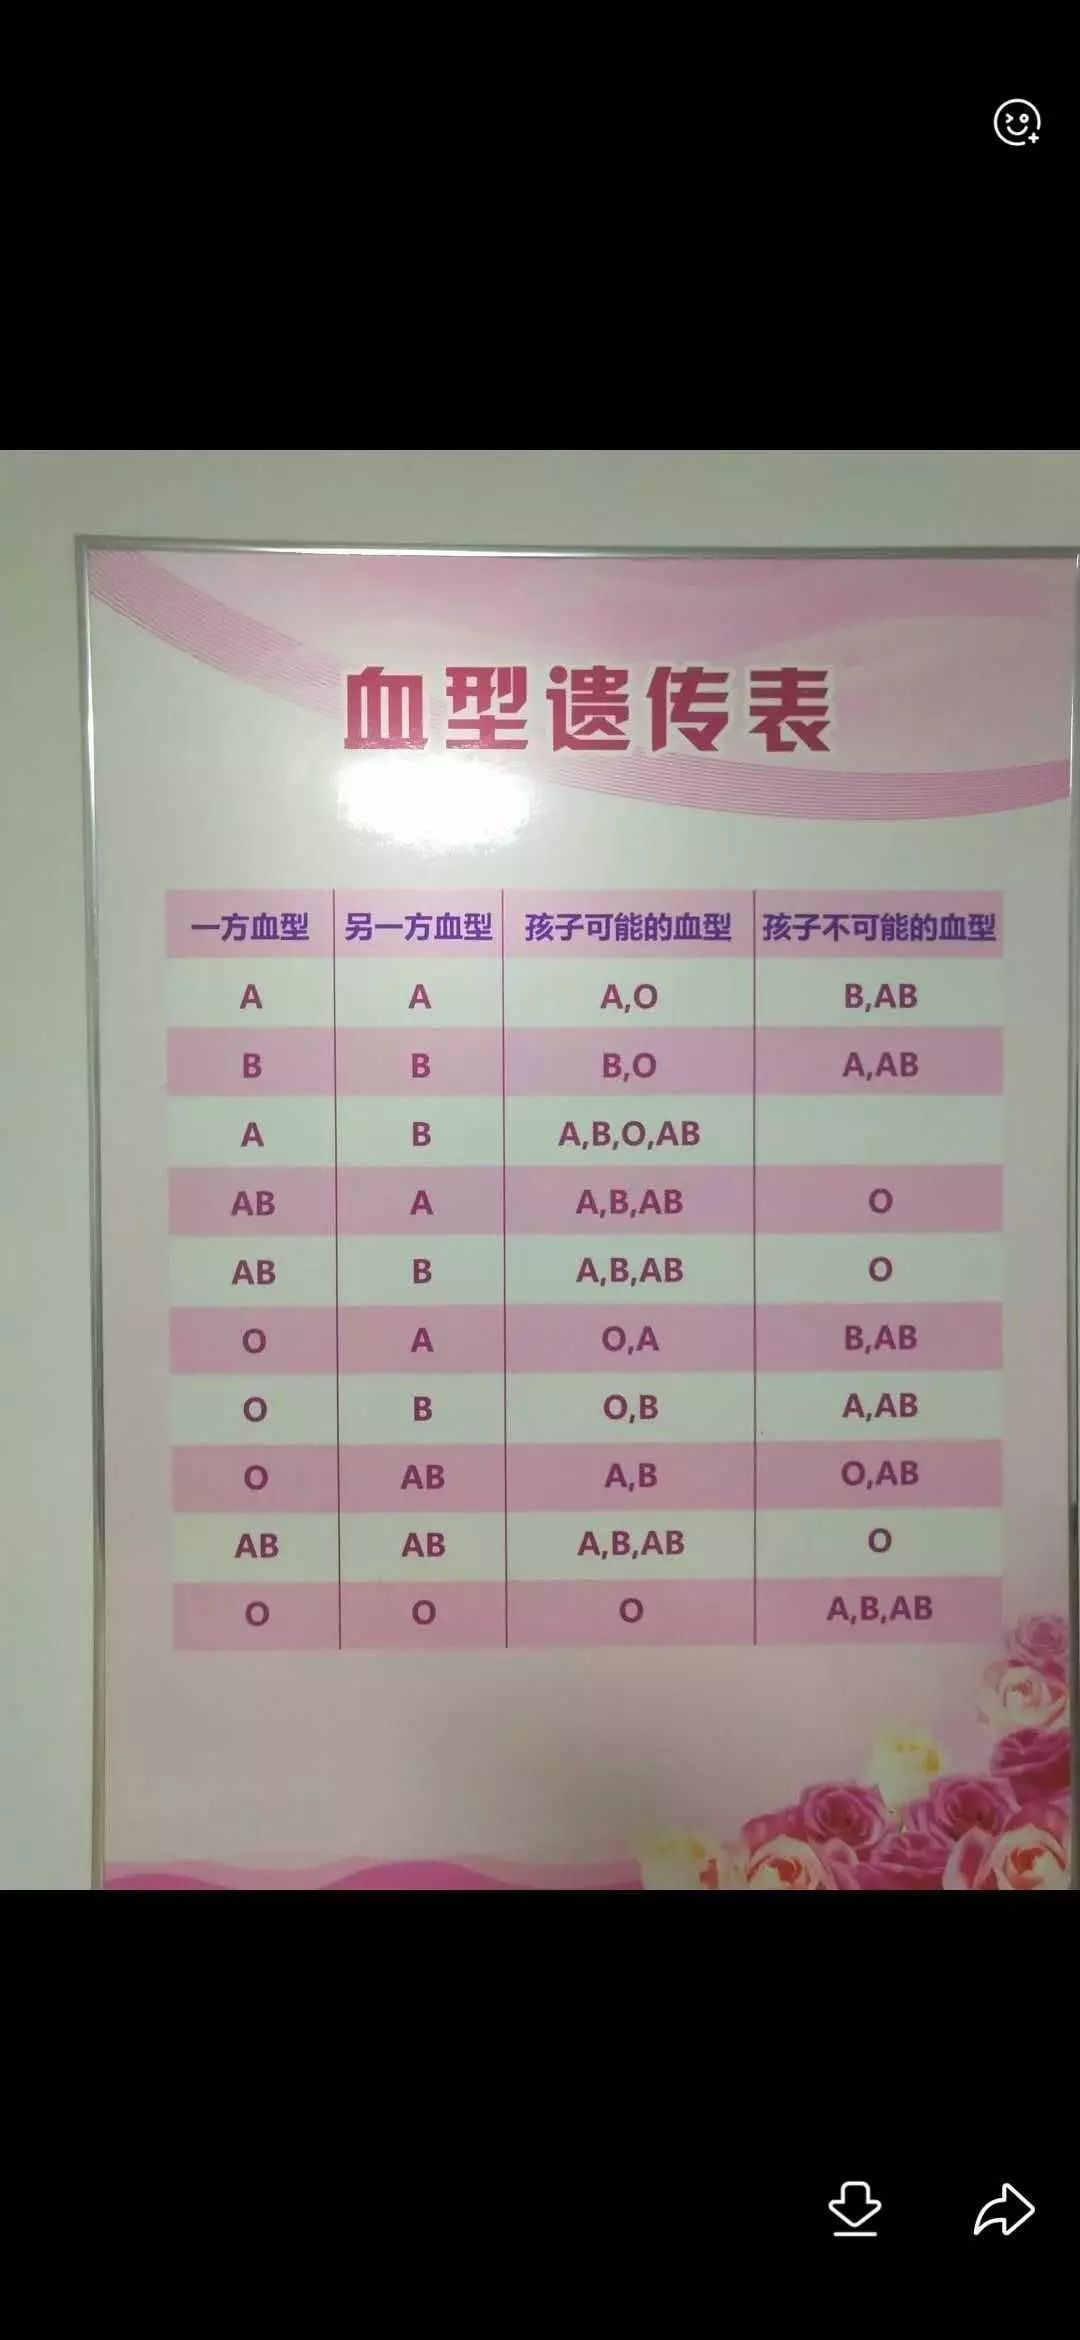 血型遗传表
一方血型 另一方血型 孩子可能的血型 孩子不可能的血型
A A A,O B,AB
B B B,O A,AB
A B A,B,O,AB
AB A A,B,AB O
AB B A,B,AB O
O A O,A B,AB
O B O,B A,AB
O AB A,B O,AB
AB AB A,B,AB O
O O O A,B,AB